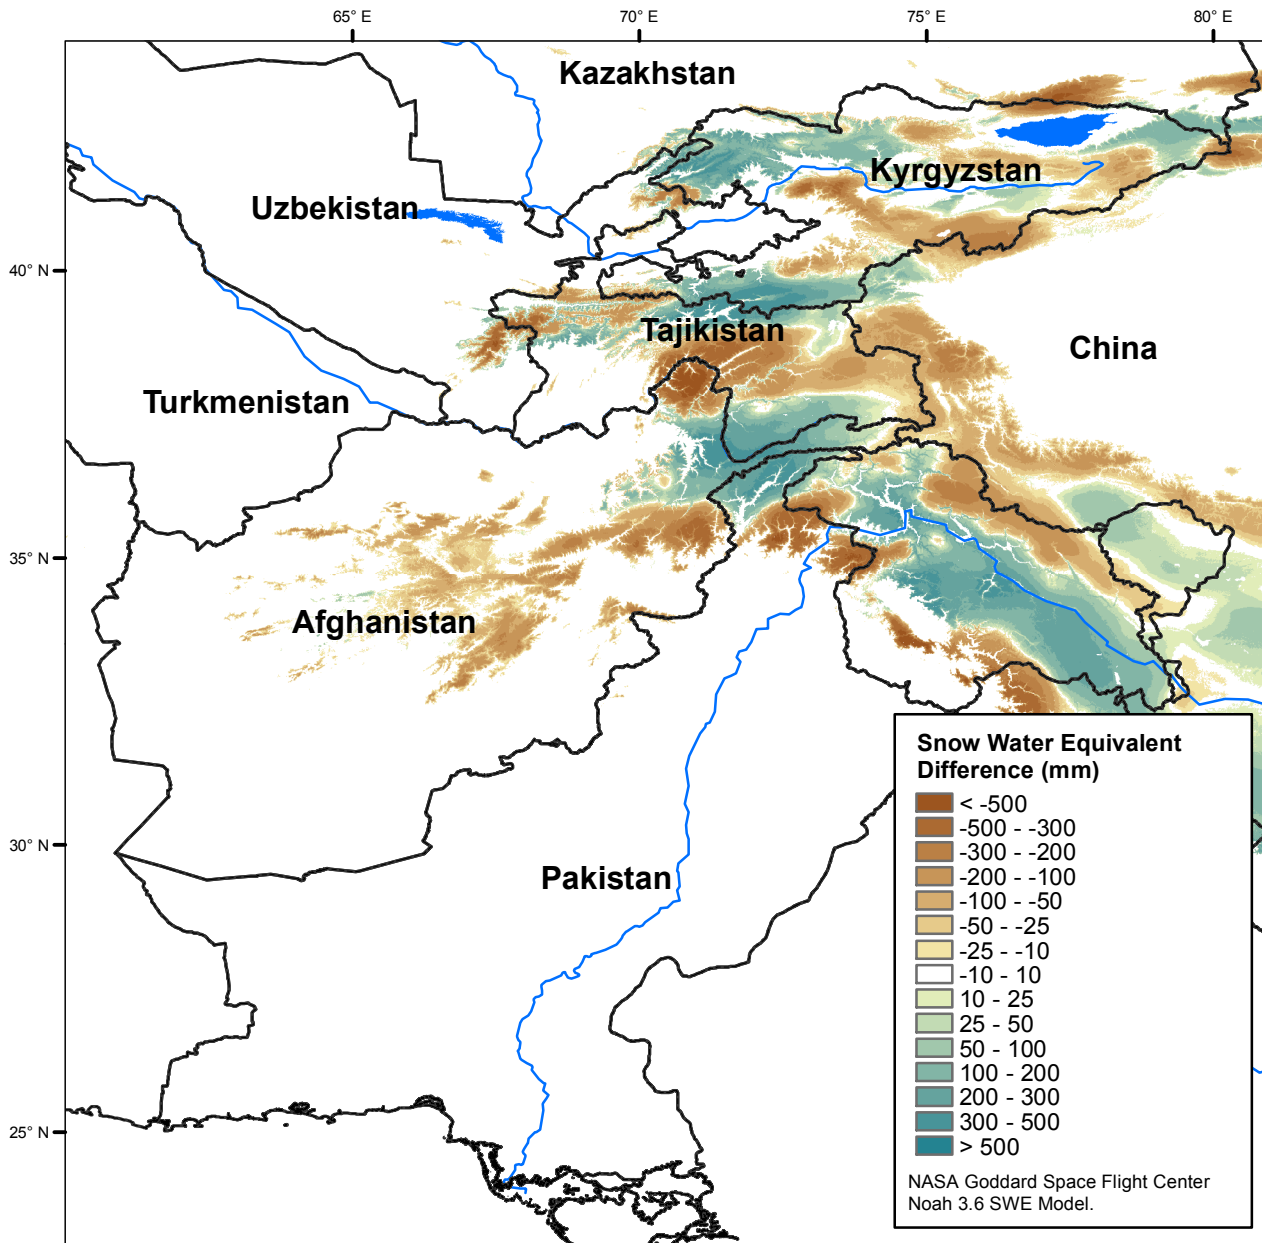 65° E
70° E
75° E
80° E
Kazakhstan
Kyrgyzstan
Uzbekistan
40° N
Tajikistan
China
Turkmenistan
35° N
Afghanistan
Snow Water Equivalent
Difference (mm)
< -500
-500 - -300
-300 - -200
-200 - -100
-100 - -50
-50 - -25
-25 - -10
-10 - 10
10 - 25
25 - 50
50 - 100
100 - 200
200 - 300
300 - 500
> 500
30° N
Pakistan
25° N
NASA Goddard Space Flight Center
Noah 3.6 SWE Model.